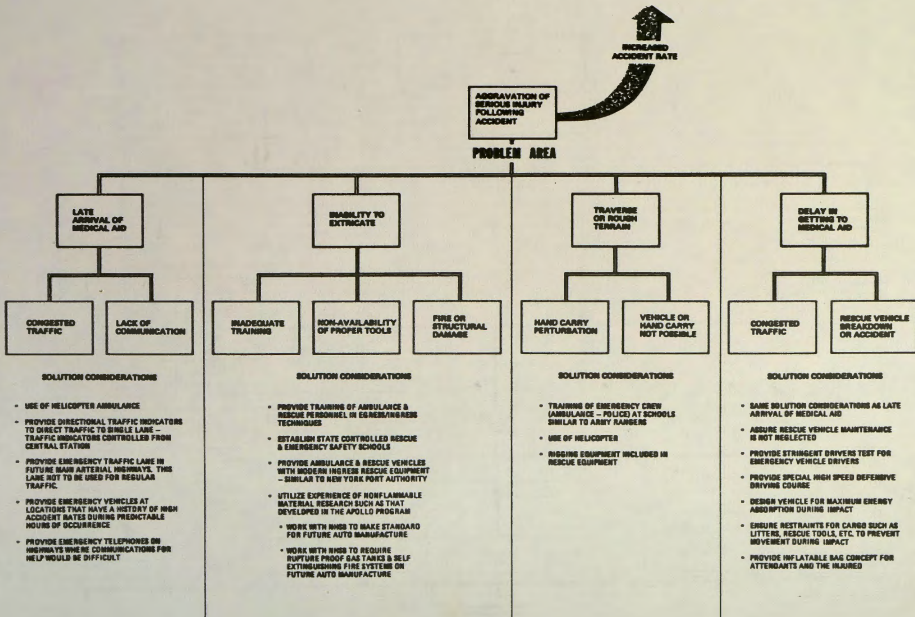 INCREASED
ACCIDENT RATE
AGGRAVATION OF
SERIOUS INJURY
FOLLOWING
ACCIDENT
PROBLEM AREA
LATE
ARRIVAL OF
MEDICAL AID
INABILITY TO
EXTRICATE
TRAVERSE
OR ROUGH
TERRAIN
DELAY IN
GETTING TO
MEDICAL AID
CONGESTED
TRAFFIC
LACK OF
COMMUNICATION
INADEQUATE
TRAINING
NON-AVAILABILITY
OF PROPER TOOLS
FIRE OR
STRUCTURAL
DAMAGE
HAND CARRY
PERTURBATION
VEHICLE OR
HAND CARRY
NOT POSSIBLE
CONGESTED
TRAFFIC
RESCUE VEHICLE
BREAKDOWN
OR ACCIDENT
SOLUTION CONSIDERATIONS
• USE OF HELICOPTER AMBULANCE
• PROVIDE DIRECTIONAL TRAFFIC INDICATORS
TO DIRECT TRAFFIC TO SINGLE LANE –
TRAFFIC INDICATORS CONTROLLED FROM
CENTRAL STATION
• PROVIDE EMERGENCY TRAFFIC LANE IN
FUTURE MAIN ARTERIAL HIGHWAYS. THIS
LANE NOT TO BE USED FOR REGULAR
TRAFFIC.
• PROVIDE EMERGENCY VEHICLES AT
LOCATIONS THAT HAVE A HISTORY OF HIGH
ACCIDENT RATES DURING PREDICTABLE
HOURS OF OCCURRENCE
• PROVIDE EMERGENCY TELEPHONES ON
HIGHWAYS WHERE COMMUNICATIONS FOR
HELP WOULD BE DIFFICULT
SOLUTION CONSIDERATIONS
• PROVIDE TRAINING OF AMBULANCE &
RESCUE PERSONNEL IN EGRESS/INGRESS
TECHNIQUES
• ESTABLISH STATE CONTROLLED RESCUE
& EMERGENCY SAFETY SCHOOLS
• PROVIDE AMBULANCE & RESCUE VEHICLES
WITH MODERN INGRESS RESCUE EQUIPMENT
– SIMILAR TO NEW YORK PORT AUTHORITY
• UTILIZE EXPERIENCE OF NONFLAMMABLE
MATERIAL RESEARCH SUCH AS THAT
DEVELOPED IN THE APOLLO PROGRAM
• WORK WITH NHSB TO MAKE STANDARD
FOR FUTURE AUTO MANUFACTURE
• WORK WITH NHSB TO REQUIRE
RUPTURE PROOF GAS TANKS & SELF
EXTINGUISHING FIRE SYSTEMS ON
FUTURE AUTO MANUFACTURE
SOLUTION CONSIDERATIONS
• TRAINING OF EMERGENCY CREW
(AMBULANCE – POLICE) AT SCHOOLS
SIMILAR TO ARMY RANGERS
• USE OF HELICOPTER
• RIGGING EQUIPMENT INCLUDED IN
RESCUE EQUIPMENT
SOLUTION CONSIDERATIONS
• SAME SOLUTION CONSIDERATIONS AS LATE
ARRIVAL OF MEDICAL AID
• ASSURE RESCUE VEHICLE MAINTENANCE
IS NOT NEGLECTED
• PROVIDE STRINGENT DRIVERS TEST FOR
EMERGENCY VEHICLE DRIVERS
• PROVIDE SPECIAL HIGH SPEED DEFENSIVE
DRIVING COURSE
• DESIGN VEHICLE FOR MAXIMUM ENERGY
ABSORPTION DURING IMPACT
• ENSURE RESTRAINTS FOR CARGO SUCH AS
LITTERS, RESCUE TOOLS, ETC. TO PREVENT
MOVEMENT DURING IMPACT
• PROVIDE INFLATABLE BAG CONCEPT FOR
ATTENDANTS AND THE INJURED